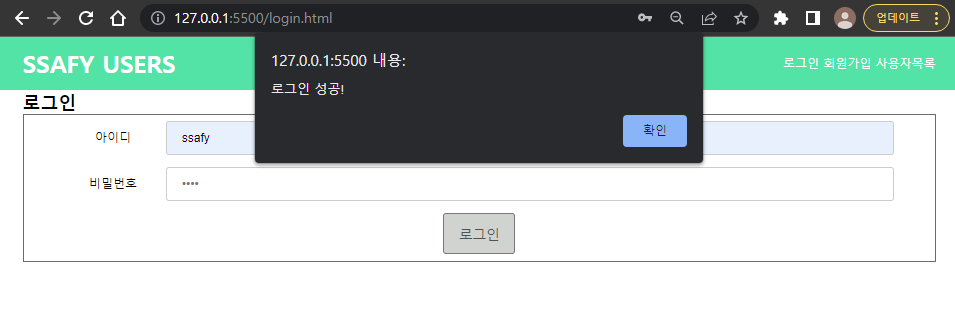 127.0.0.1:5500/login.html
업데이트
SSAFY USERS
127.0.0.1:5500 내용:
로그인 성공!
확인
로그인 회원가입 사용자목록
로그인
아이디
ssafy
비밀번호
••••
로그인